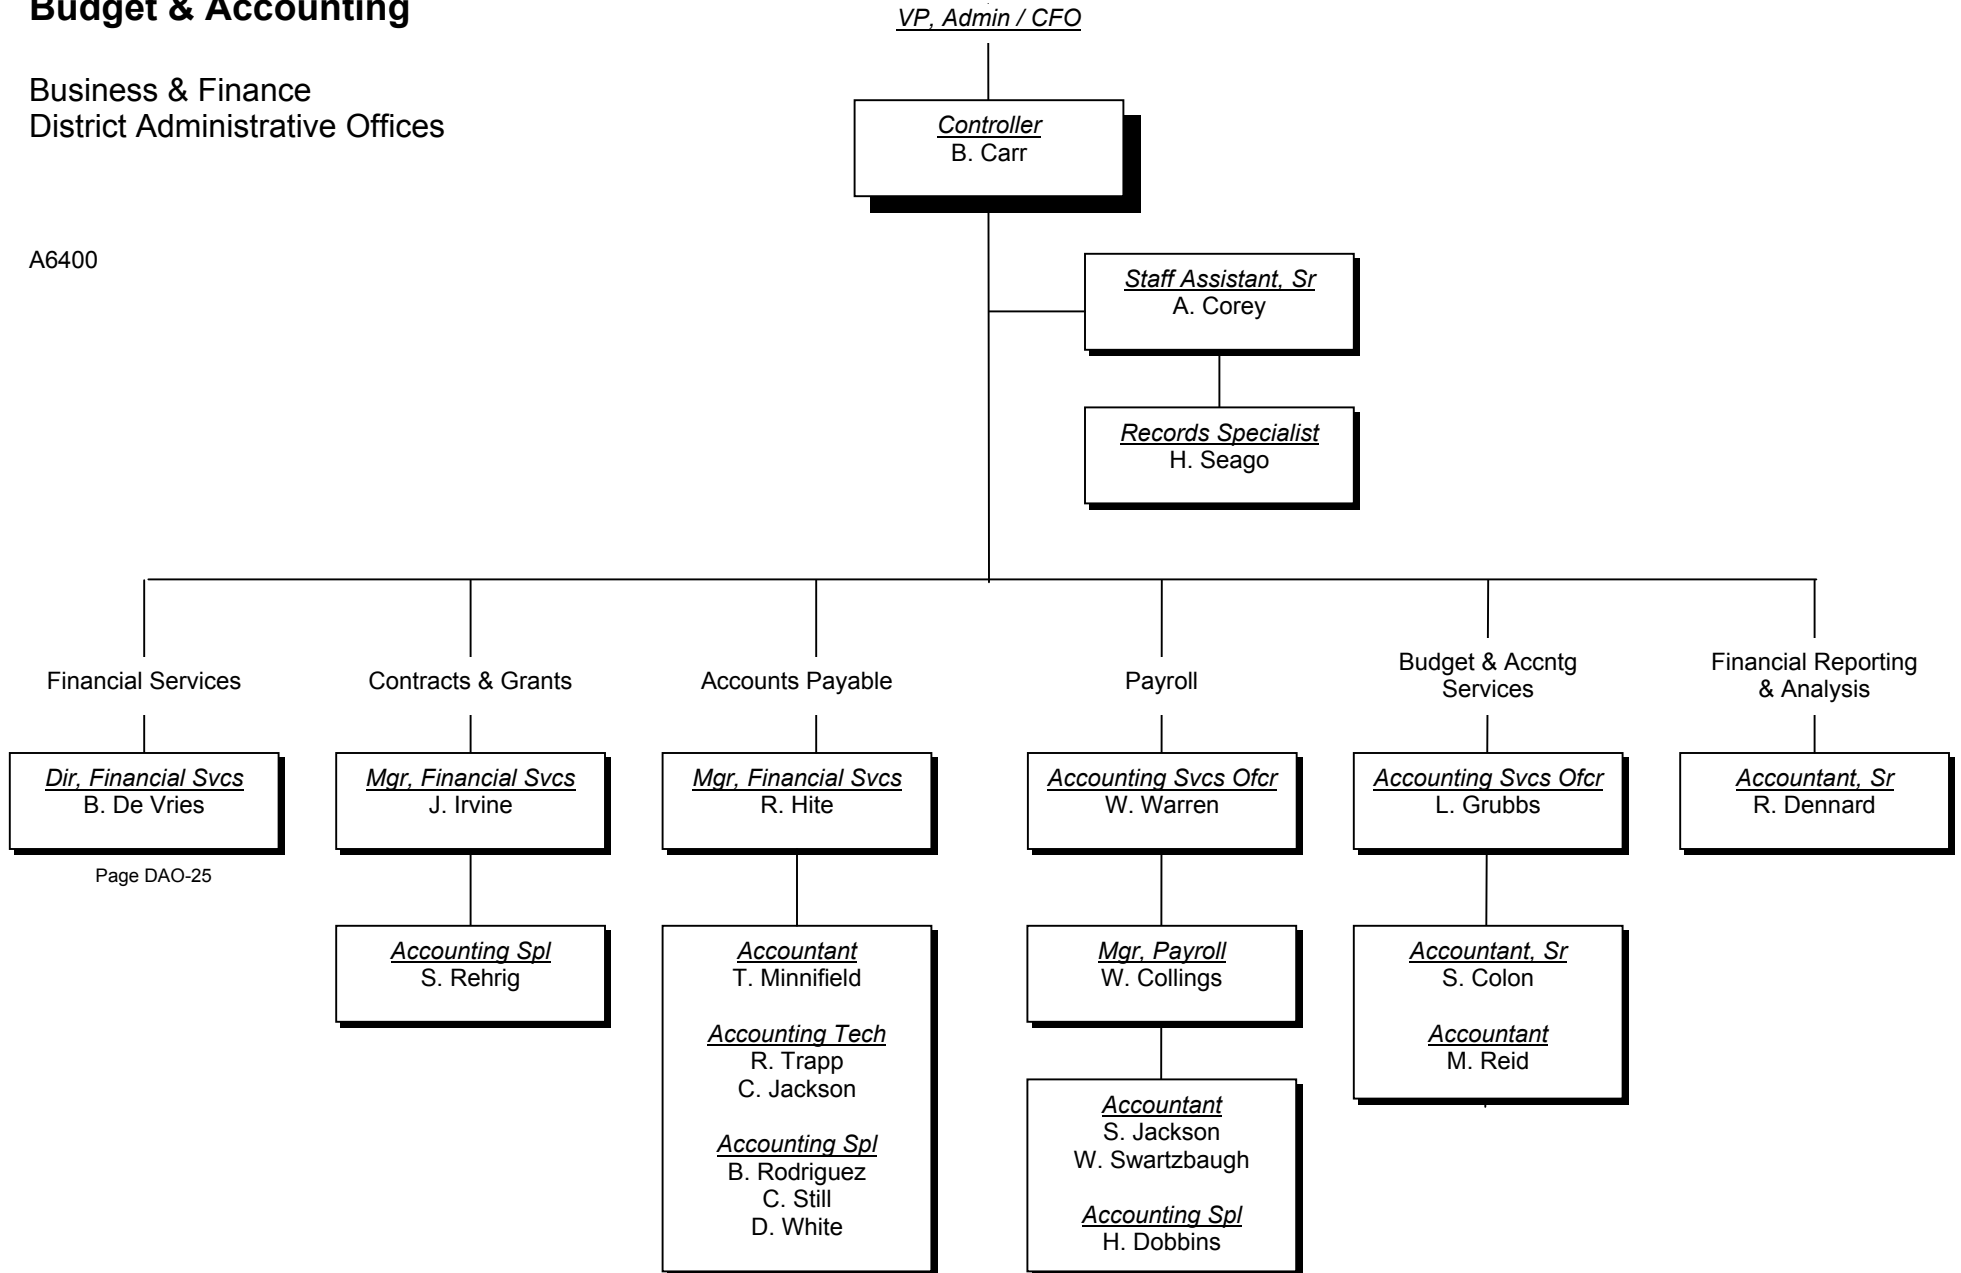 Budget & Accounting
VP, Admin / CFO
Business & Finance
District Administrative Offices
Controller
B. Carr
A6400
Staff Assistant, Sr
A. Corey
Records Specialist
H. Seago
Financial Services
Contracts & Grants
Accounts Payable
Payroll
Budget & Accntg
Services
Financial Reporting
& Analysis
Dir, Financial Svcs
B. De Vries
Page DAO-25
Mgr, Financial Svcs
J. Irvine
Accounting Spl
S. Rehrig
Mgr, Financial Svcs
R. Hite
Accountant
T. Minnifield
Accounting Tech
R. Trapp
C. Jackson
Accounting Spl
B. Rodriguez
C. Still
D. White
Accounting Svcs Ofcr
W. Warren
Mgr, Payroll
W. Collings
Accountant
S. Jackson
W. Swartzbaugh
Accounting Spl
H. Dobbins
Accounting Svcs Ofcr
L. Grubbs
Accountant, Sr
S. Colon
Accountant
M. Reid
Accountant, Sr
R. Dennard